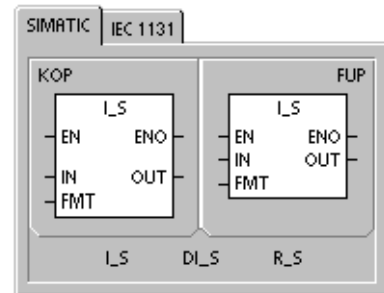 SIMATIC IEC 1131
KOP FUP
I_S I_S
EN ENO EN ENO
IN OUT IN OUT
FMT FMT
I_S DI_S R_S